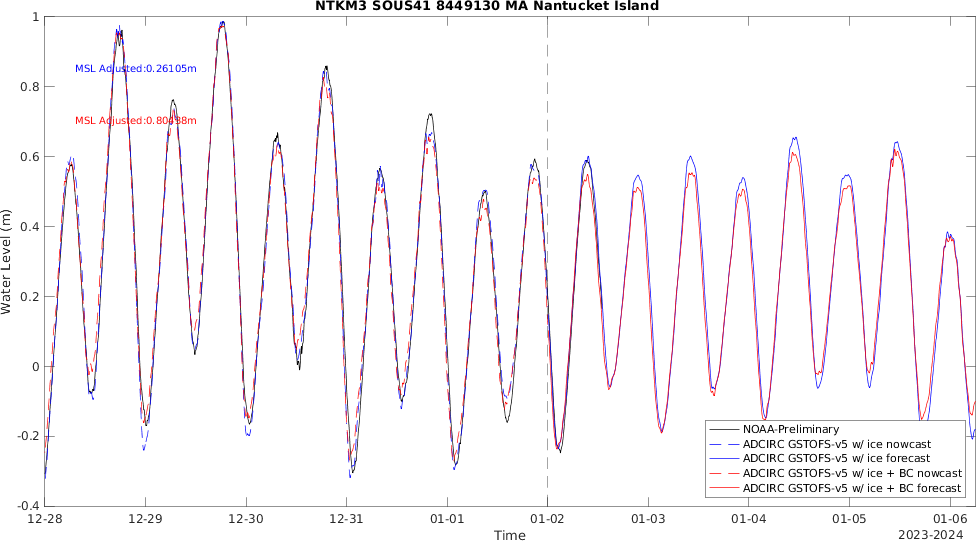 NTKM3 SOUS41 8449130 MA Nantucket Island
1
0.8
0.6
0.4
0.2
0
-0.2
-0.4
Water Level (m)
MSL Adjusted:0.26105m
MSL Adjusted:
NOAA-Preliminary
ADCIRC GSTOFS-v5 w/ ice nowcast
ADCIRC GSTOFS-v5 w/ ice forecast
ADCIRC GSTOFS-v5 w/ ice + BC nowcast
ADCIRC GSTOFS-v5 w/ ice + BC forecast
12-28 12-29 12-30 12-31 01-01 01-02 01-03 01-04 01-05 01-06
Time
2023-2024